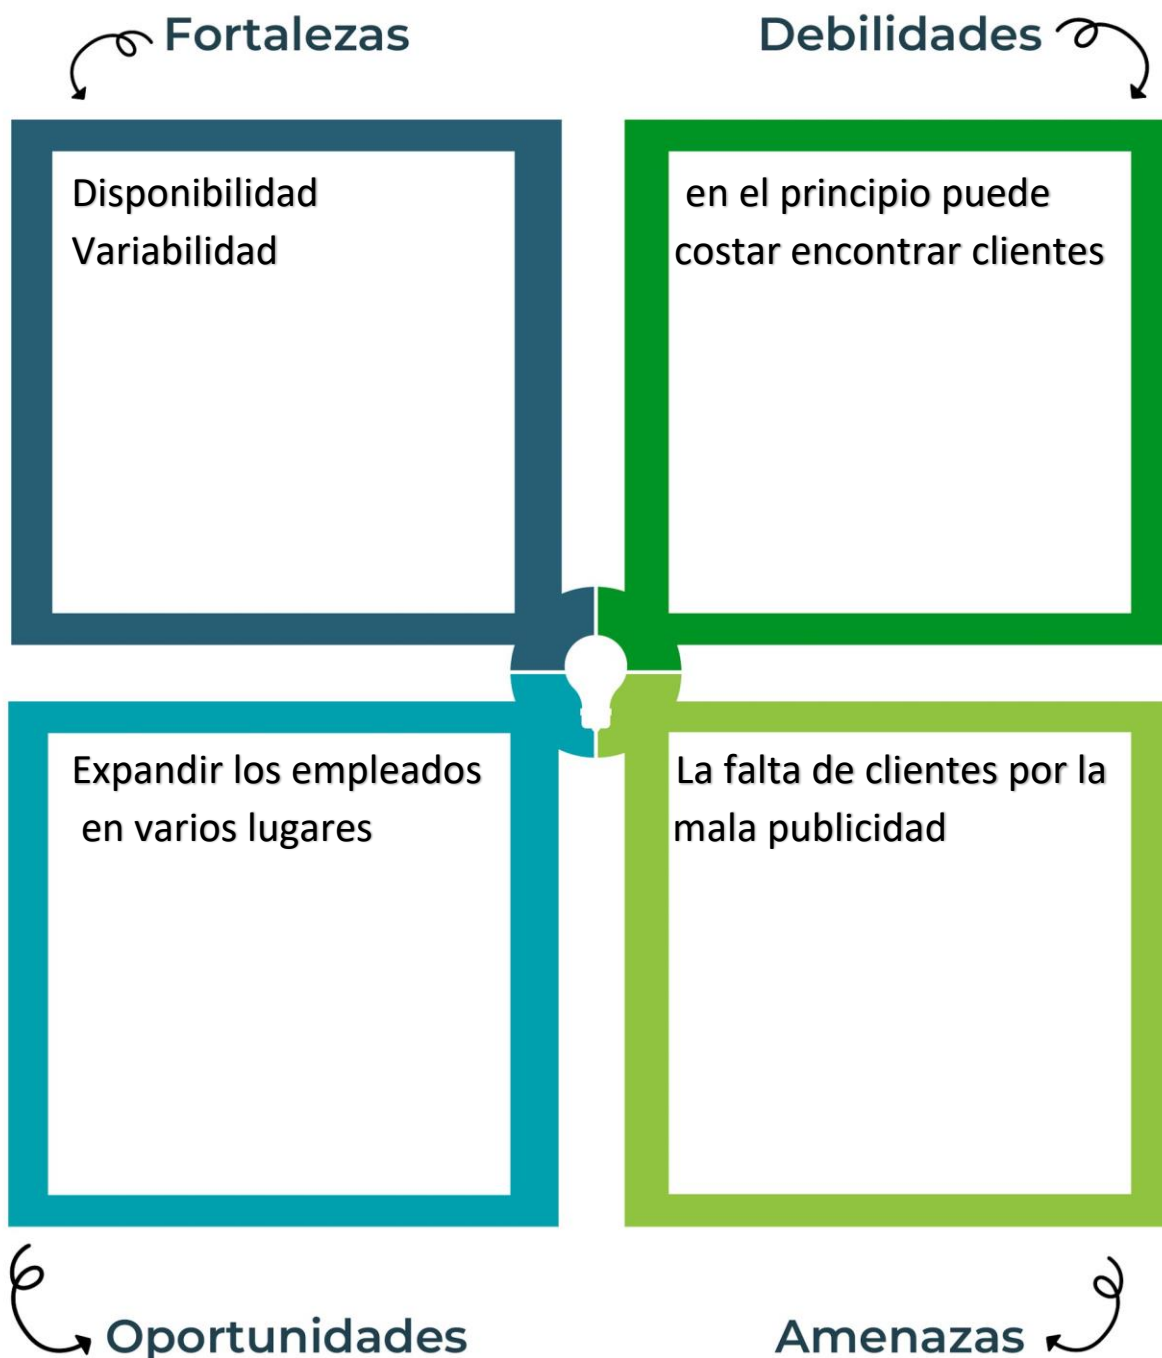 Fortalezas
Debilidades
Disponibilidad
Variabilidad
en el principio puede
costar encontrar clientes
Expandir los empleados
en varios lugares
La falta de clientes por la
mala publicidad
Oportunidades
Amenazas